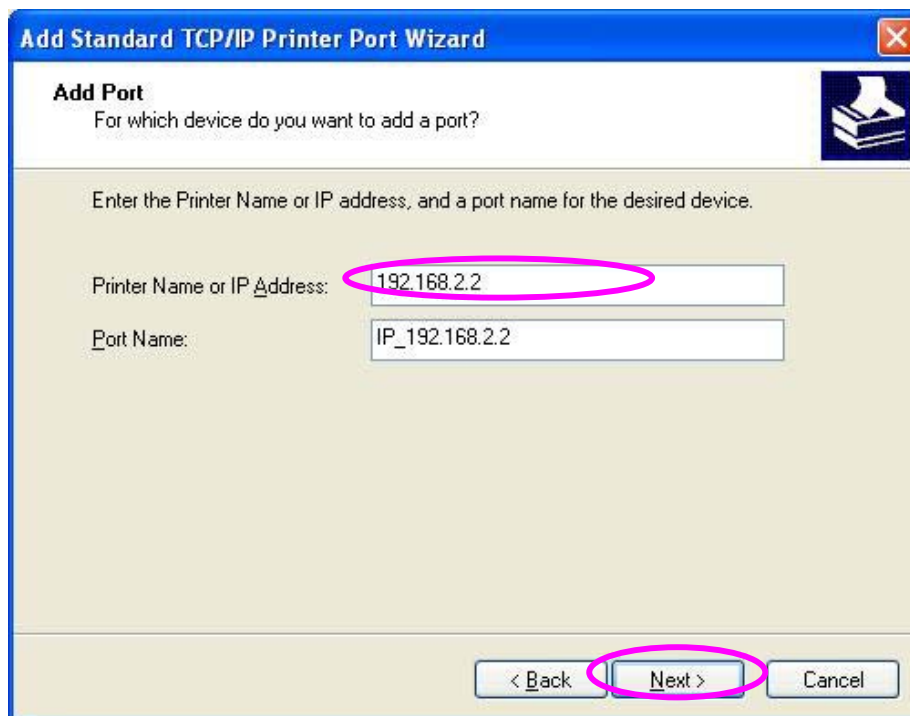 Add Standard TCP/IP Printer Port Wizard
Add Port
For which device do you want to add a port?
Enter the Printer Name or IP address, and a port name for the desired device.
Printer Name or IP Address: 192.168.2.2
Port Name: IP_192.168.2.2
< Back Next > Cancel